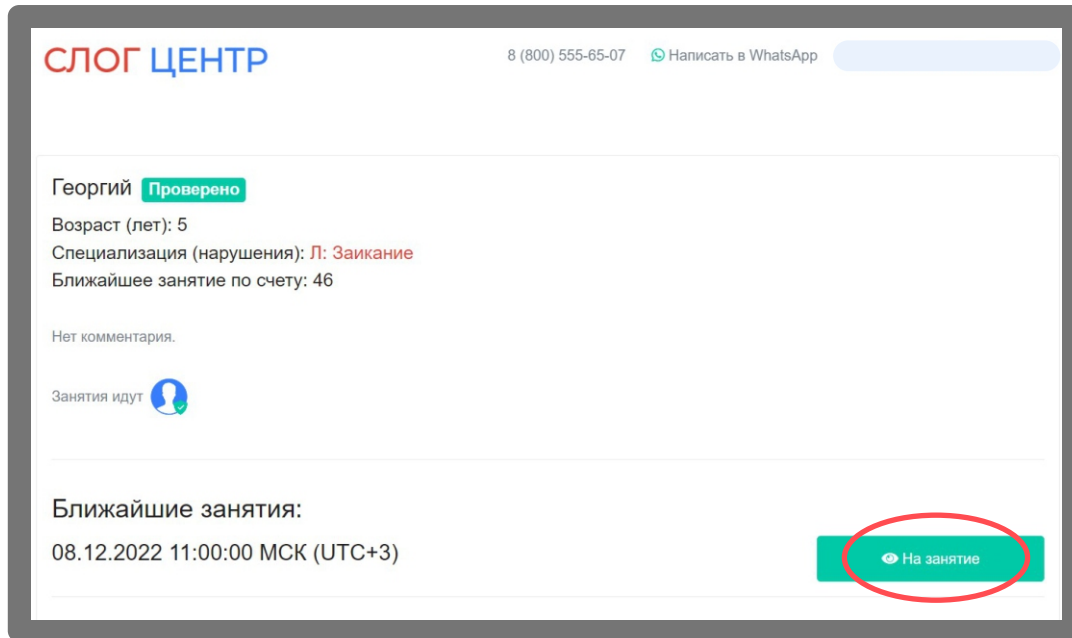 СЛОГ ЦЕНТР
8 (800) 555-65-07 Написать в WhatsApp
Георгий Проверено
Возраст (лет): 5
Специализация (нарушения): Л: Заикание
Ближайшее занятие по счету: 46
Нет комментария.
Занятия идут
Ближайшие занятия:
08.12.2022 11:00:00 МСК (UTC+3)
На занятие